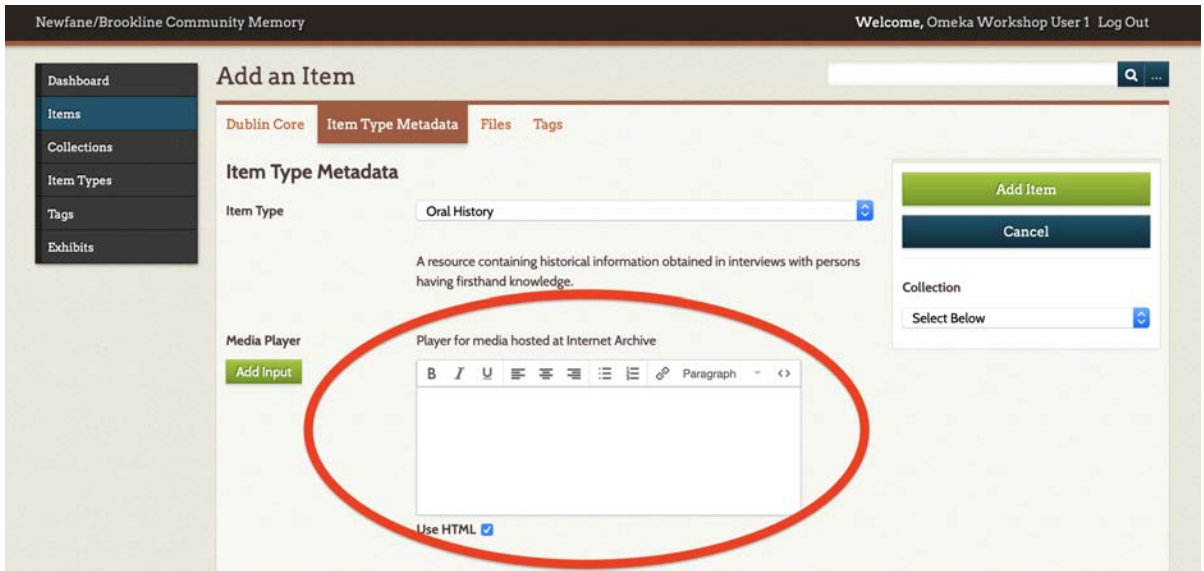 Newfane/Brookline Community Memory
Welcome, Omeka Workshop User 1 Log Out
Dashboard
Items
Collections
Item Types
Tags
Exhibits
Add an Item
...
Dublin Core Item Type Metadata Files Tags
Item Type Metadata
Item Type
Oral History
A resource containing historical information obtained in interviews with persons
having firsthand knowledge.
Media Player
Add Input
Player for media hosted at Internet Archive
B I U Paragraph <>
Use HTML
Add Item
Cancel
Collection
Select Below